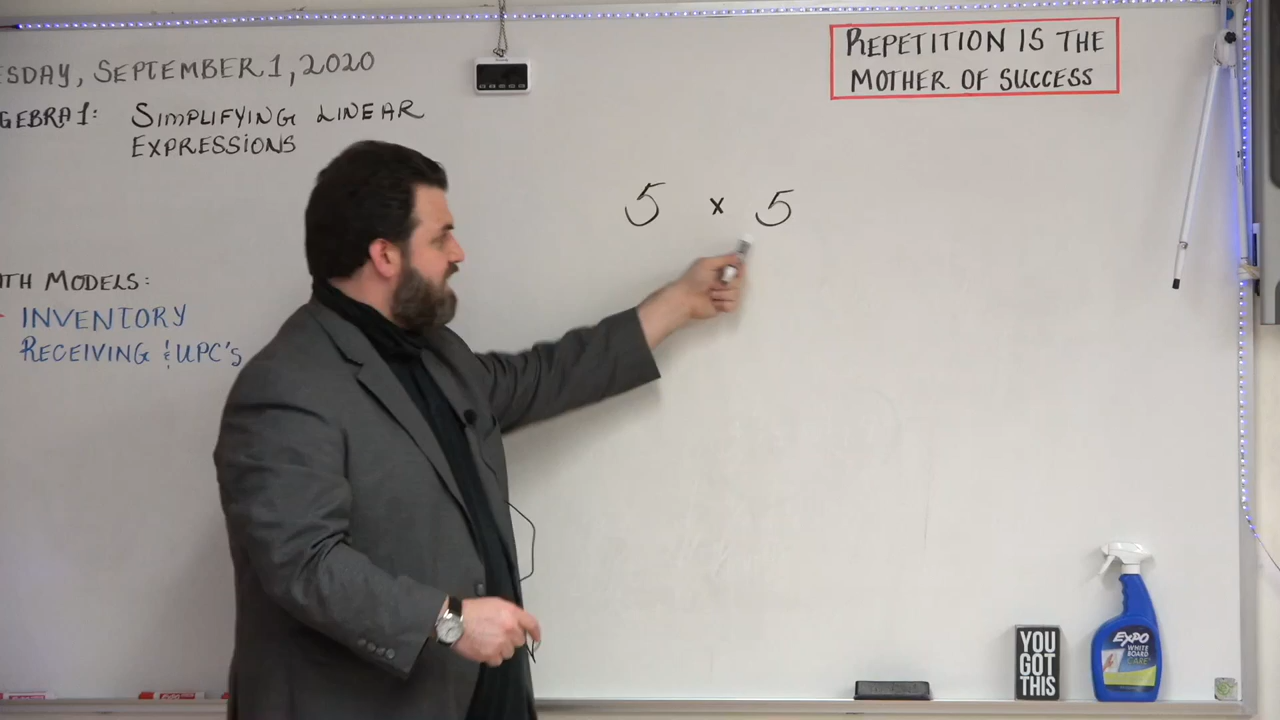 ESDAY, SEPTEMBER 1, 2020
GEBRA 1: SIMPLIFYING LINEAR
EXPRESSIONS
REPETITION IS THE
MOTHER OF SUCCESS
5 x 5
TH MODELS:
INVENTORY
RECEIVING & UPC'S
YOU
GOT
THIS
EXPO
WHITE
BOARD
CARE